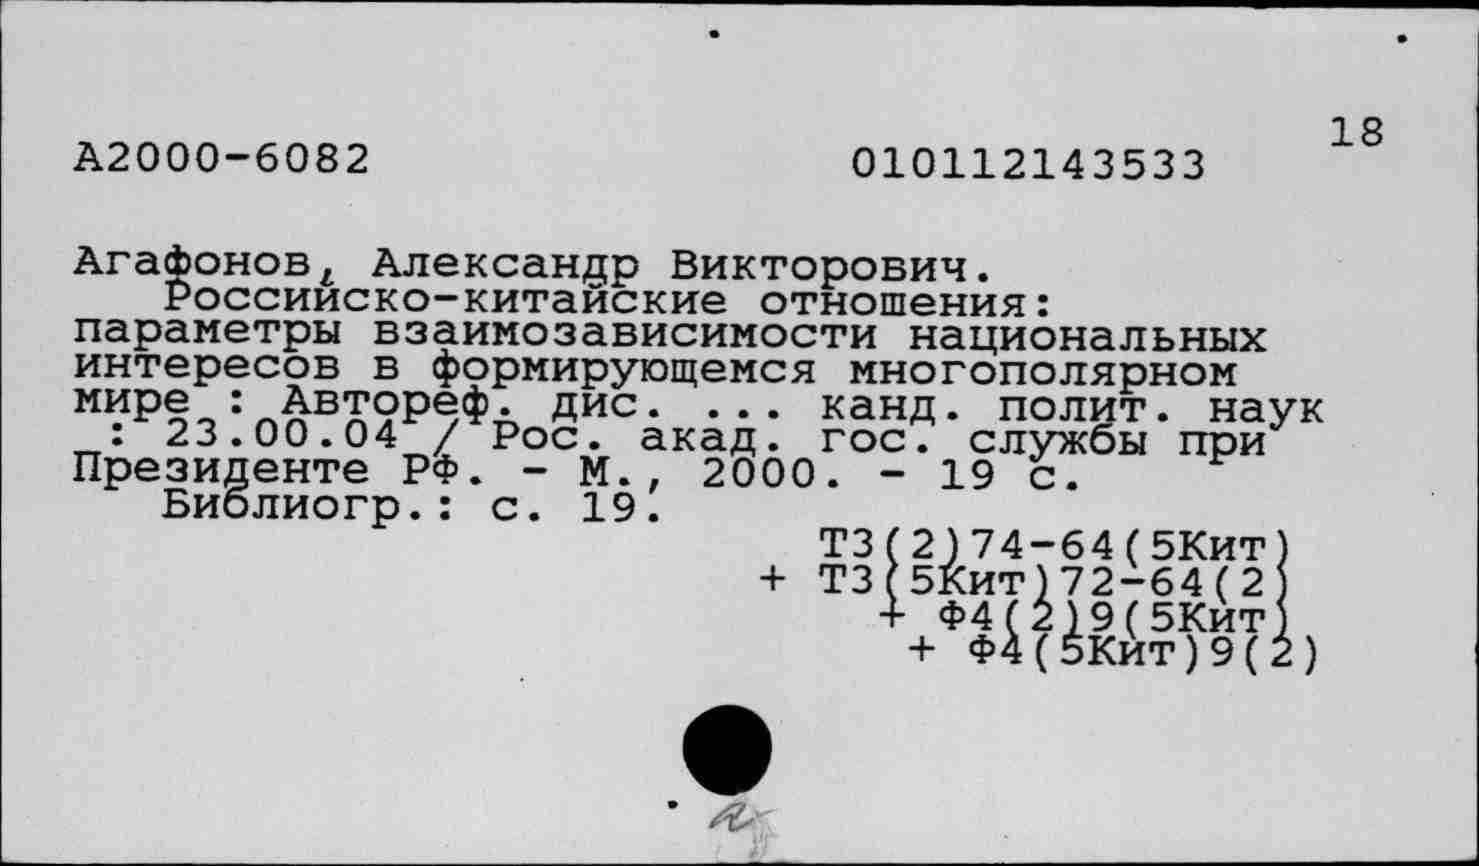 18
А2000-6082 010112143533
Агафонов, Александр Викторович.
Российско-китайские отношения:
параметры взаимозависимости национальных
интересов в формирующемся многополярном
мире : Автореф. дис. ... канд. полит. наук
: 23.00.04 / Рос. акад. гос. службы при
Президенте РФ. - М., 2000. - 19 с.
Библиогр.: с. 19.
Т3(2)74-64(5Кит)
+ Т3(5Кит)72-64(2)
+ Ф4(2)9(5Кит)
+ Ф4(5Кит)9(2)